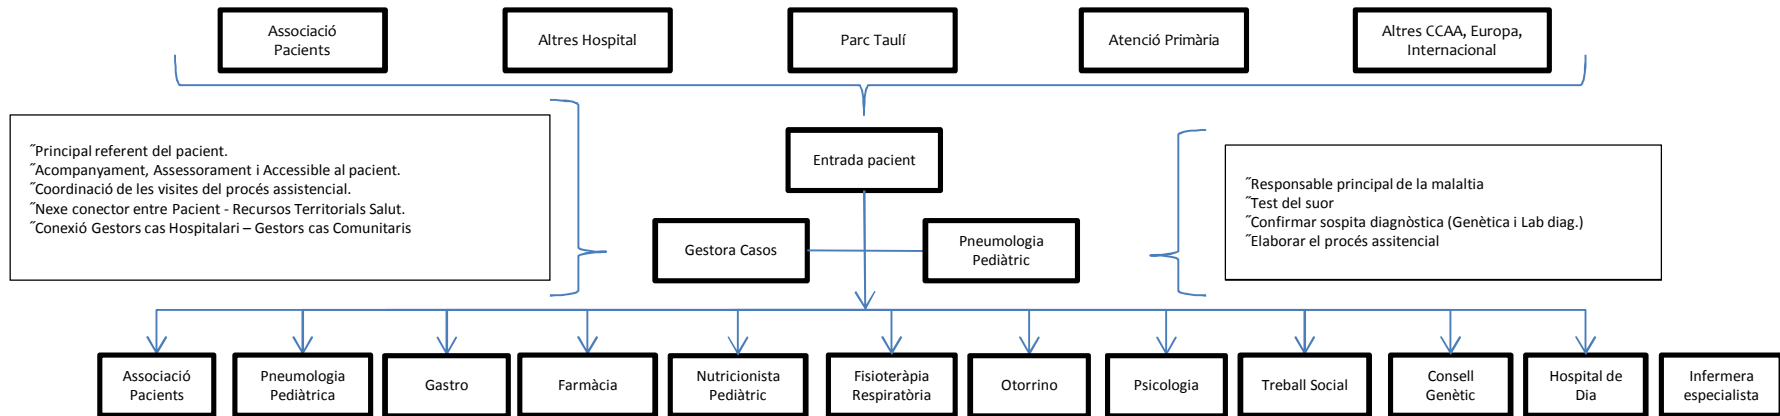 Associació
Pacients
Altres Hospital
Parc Taulí
Atenció Primària
Altres CCAA, Europa,
Internacional
˝Principal referent del pacient.
˝Acompanyament, Assessorament i Accessible al pacient.
˝Coordinació de les visites del procés assistencial.
˝Nexe conector entre Pacient - Recursos Territorials Salut.
˝Conexió Gestors cas Hospitalari – Gestors cas Comunitaris
Entrada pacient
˝Responsable principal de la malaltia
˝Test del suor
˝Confirmar sospita diagnòstica (Genètica i Lab diag.)
˝Elaborar el procés assitencial
Gestora Casos
Pneumologia
Pediàtric
Associació
Pacients
Pneumologia
Pediàtrica
Gastro
Farmàcia
Nutricionista
Pediàtric
Fisioteràpia
Respiratòria
Otorrino
Psicologia
Treball Social
Consell
Genètic
Hospital de
Dia
Infermera
especialista